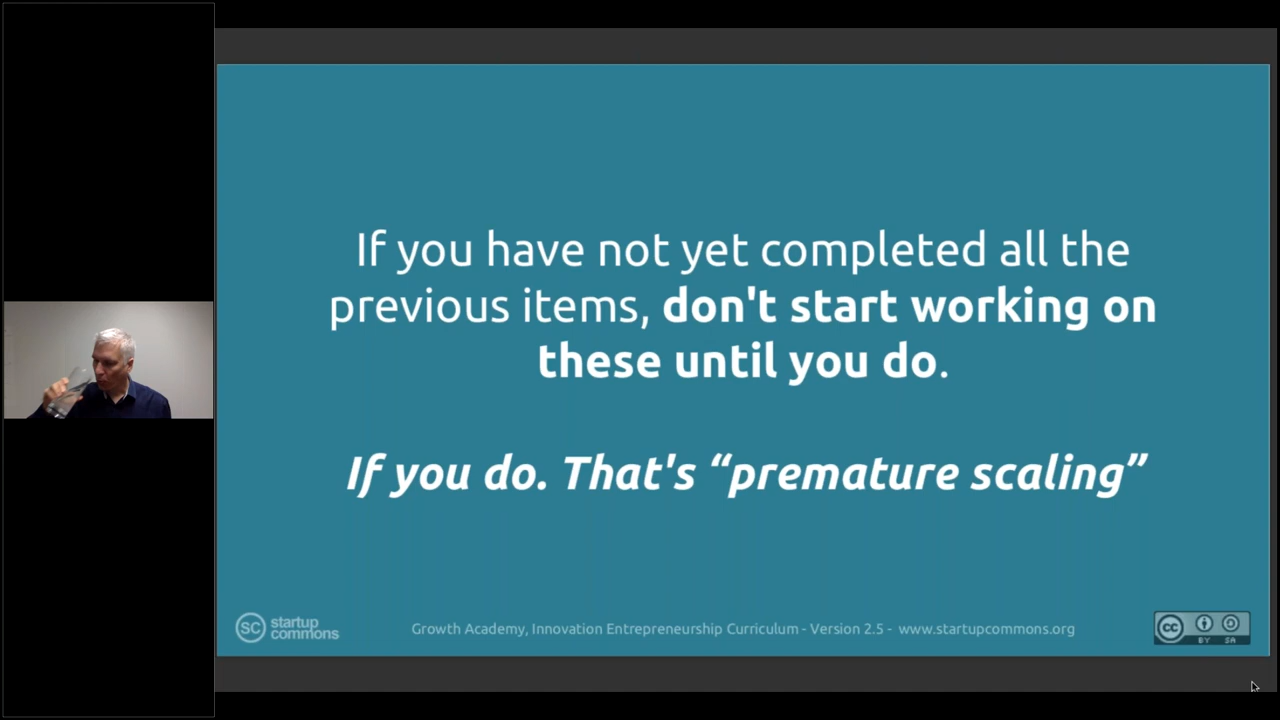 If you have not yet completed all the
previous items, don't start working on
these until you do.
If you do. That's “premature scaling”
SC startup
commons
Growth Academy, Innovation Entrepreneurship Curriculum - Version 2.5 - www.startupcommons.org
cc
BY SA